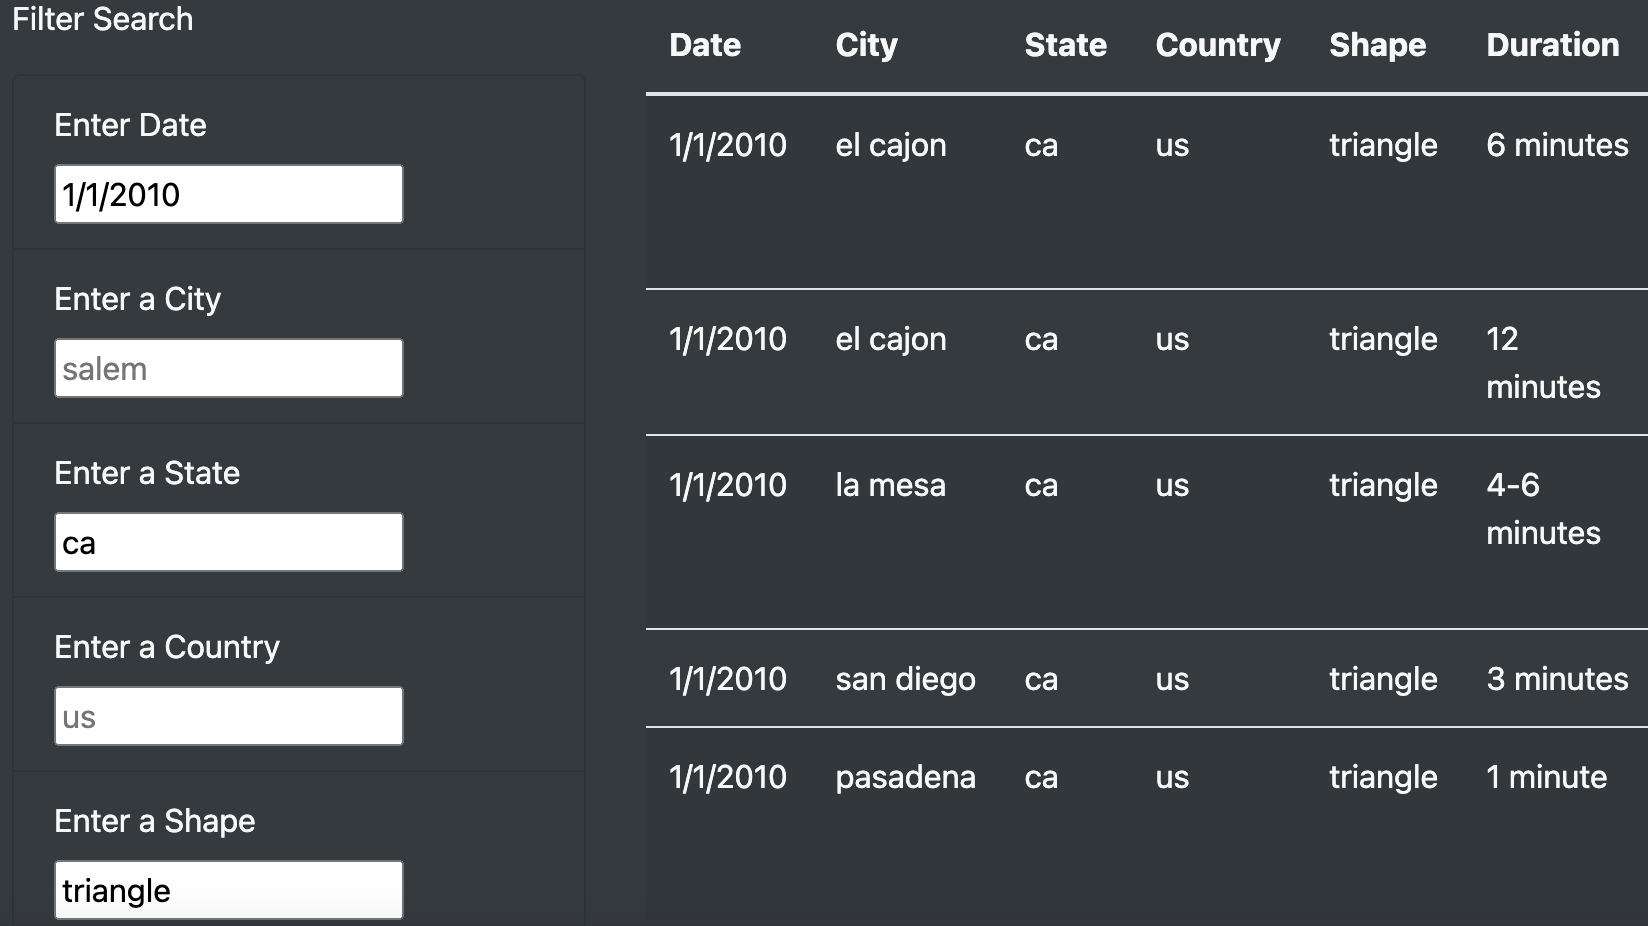 Filter Search
Enter Date
1/1/2010
Enter a City
salem
Enter a State
ca
Enter a Country
us
Enter a Shape
triangle
Date City State Country Shape Duration
1/1/2010 el cajon ca us triangle 6 minutes
1/1/2010 el cajon ca us triangle 12
minutes
1/1/2010 la mesa ca us triangle 4-6
minutes
1/1/2010 san diego ca us triangle 3 minutes
1/1/2010 pasadena ca us triangle 1 minute